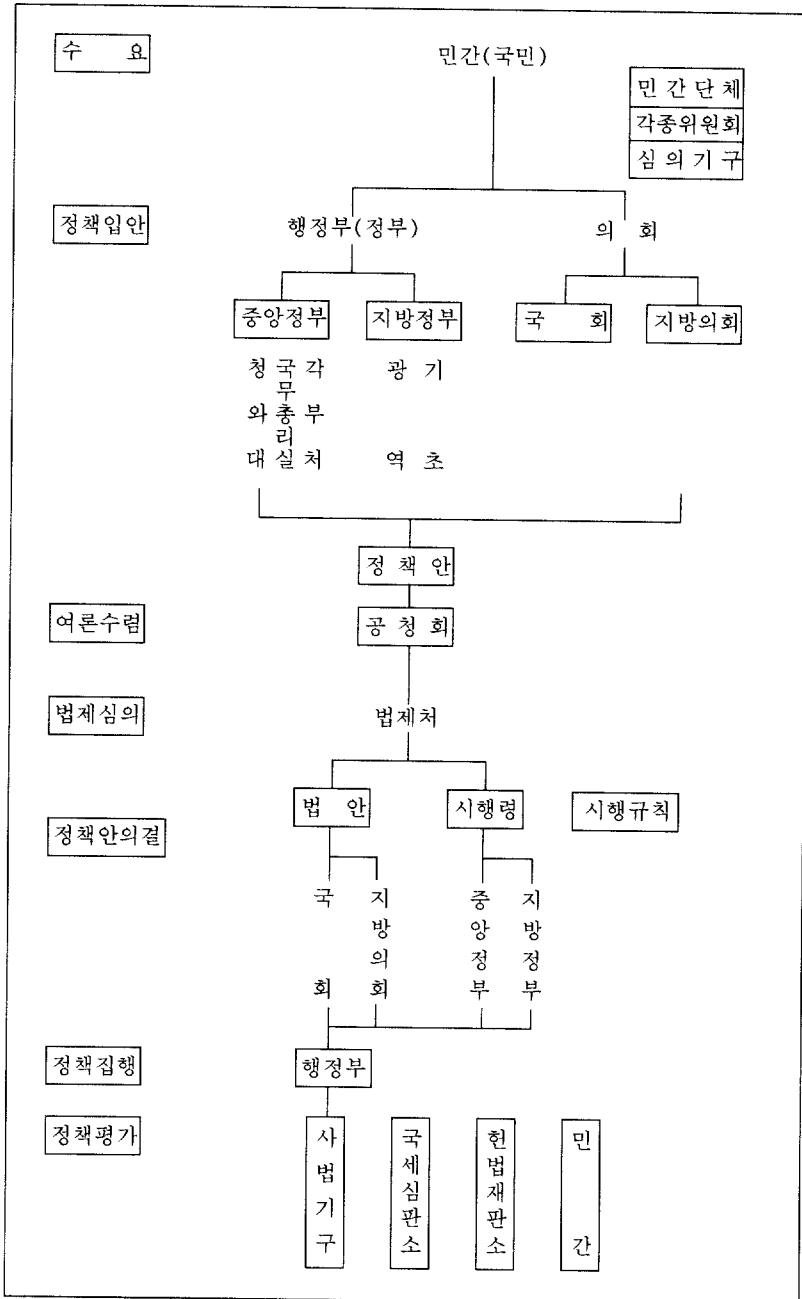 수 요
민간(국민)
민간단체
각종위원회
심의기구
정책입안
행정부(정부)
의 회
중앙정부
지방정부
국 회
지방의회
청와대
국무총리실
각부처
광역
기초
정 책 안
여론수렴
공 청 회
법제심의
법제처
법 안
시행령
시행규칙
정책안의결
국회
지방의회
중앙정부
지방정부
정책집행
행정부
정책평가
사법기구
국세심판소
헌법재판소
민간